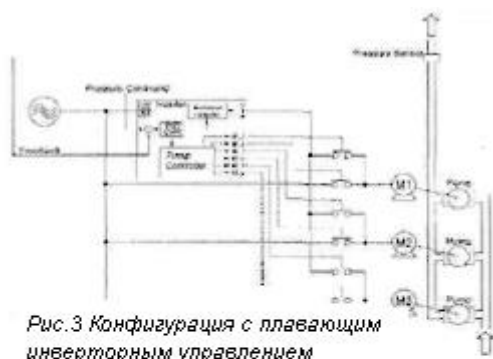 Pressure Sensor
Pressure Command
Inverter
Feedback
Pump
Controller
M1
Pump
M2
Pump
M3
Pump
Рис.3 Конфигурация с плавающим
инверторным управлением